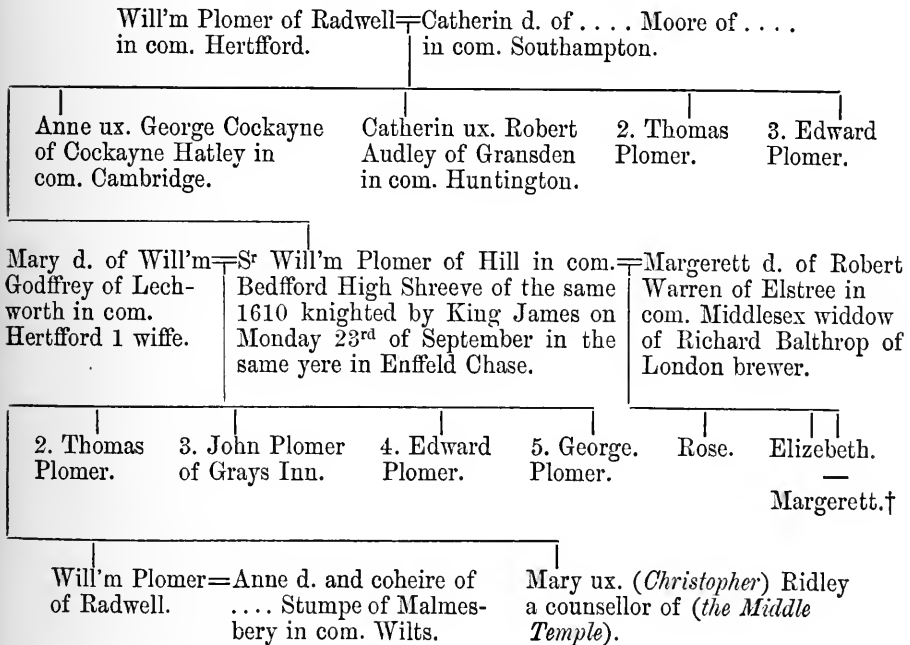 Will'm Plomer of Radwell=Catherin d. of . . . . Moore of . . . .
in com. Hertfford. in com. Southampton.
Anne ux. George Cockayne
of Cockayne Hatley in
com. Cambridge.
Catherin ux. Robert
Audley of Gransden
in com. Huntington.
2. Thomas
Plomer.
3. Edward
Plomer.
Mary d. of Will'm=
Godffrey of Lech-
worth in com.
Hertfford 1 wiffe.
Sr Will'm Plomer of Hill in com.=
Bedfford High Shreeve of the same
1610 knighted by King James on
Monday 23rd of September in the
same yere in Enffeld Chase.
Margerett d. of Robert
Warren of Elstree in
com. Middlesex widdow
of Richard Balthrop of
London brewer.
2. Thomas
Plomer.
3. John Plomer
of Grays Inn.
4. Edward
Plomer.
5. George.
Plomer.
Rose.
Elizebeth.
—
Margerett.†
Will'm Plomer=
of Radwell.
Anne d. and coheire of
. . . . Stumpe of Malmes-
bery in com. Wilts.
Mary ux. (Christopher) Ridley
a counsellor of (the Middle
Temple).